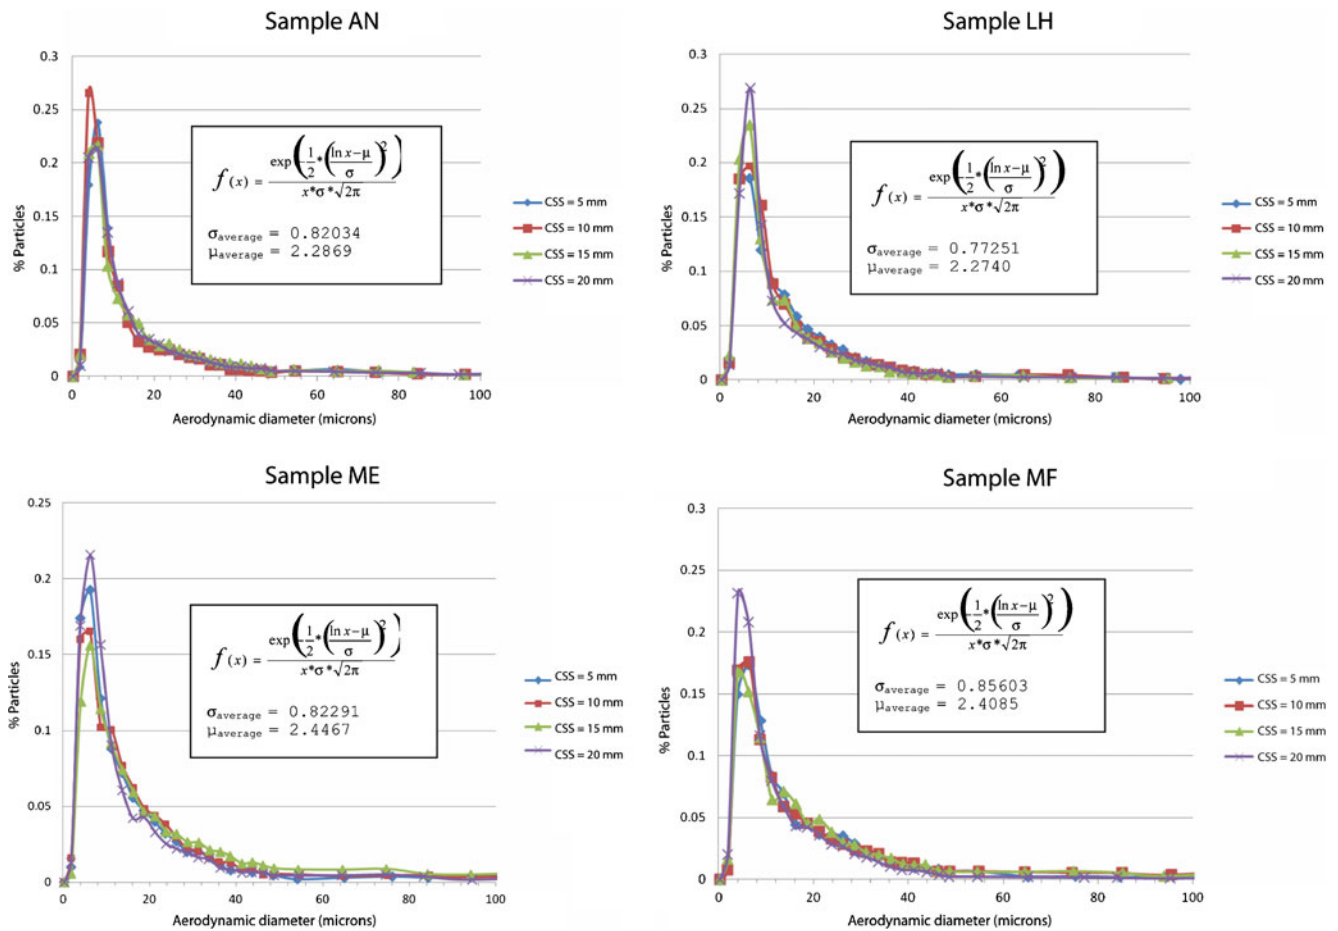 Sample AN
0.3
0.25
0.2
0.15
0.1
0.05
0
% Particles
0 20 40 60 80 100
Aerodynamic diameter (microns)
f(x) = exp(-1/2*((ln x-μ)/σ)²)/(x*σ*√2π)
σaverage = 0.82034
μaverage = 2.2869
CSS = 5 mm
CSS = 10 mm
CSS = 15 mm
CSS = 20 mm
Sample LH
0.3
0.25
0.2
0.15
0.1
0.05
0
% Particles
0 20 40 60 80 100
Aerodynamic diameter (microns)
f(x) = exp(-1/2*((ln x-μ)/σ)²)/(x*σ*√2π)
σaverage = 0.77251
μaverage = 2.2740
CSS = 5 mm
CSS = 10 mm
CSS = 15 mm
CSS = 20 mm
Sample ME
0.25
0.2
0.15
0.1
0.05
0
% Particles
0 20 40 60 80 100
Aerodynamic diameter (microns)
f(x) = exp(-1/2*((ln x-μ)/σ)²)/(x*σ*√2π)
σaverage = 0.82291
μaverage = 2.4467
CSS = 5 mm
CSS = 10 mm
CSS = 15 mm
CSS = 20 mm
Sample MF
0.3
0.25
0.2
0.15
0.1
0.05
0
% Particles
0 20 40 60 80 100
Aerodynamic diameter (microns)
f(x) = exp(-1/2*((ln x-μ)/σ)²)/(x*σ*√2π)
σaverage = 0.85603
μaverage = 2.4085
CSS = 5 mm
CSS = 10 mm
CSS = 15 mm
CSS = 20 mm